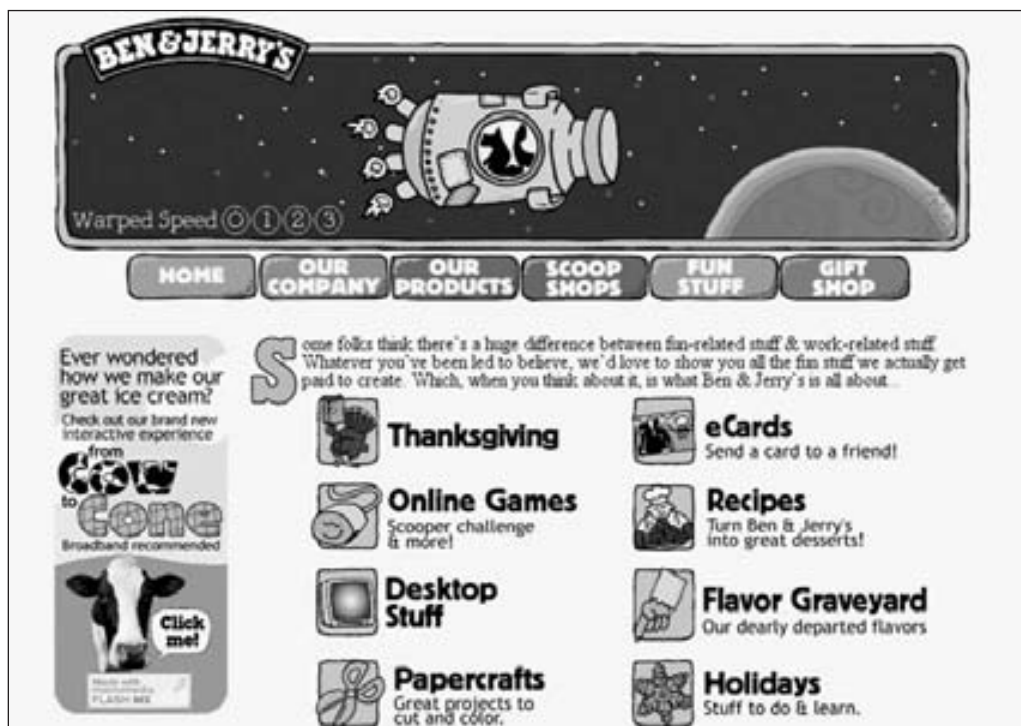 BEN & JERRY'S
Warped Speed 0 1 2 3
HOME
OUR
COMPANY
OUR
PRODUCTS
SCOOP
SHOPS
FUN
STUFF
GIFT
SHOP
Ever wondered
how we make our
great ice cream?
Check out our brand new
interactive experience
from
cow
to
Cone
Broadband recommended
Click
me!
Made with
macromedia
FLASH MX
Some folks think there's a huge difference between fun-related stuff & work-related stuff.
Whatever you've been led to believe, we'd love to show you all the fun stuff we actually get
paid to create. Which, when you think about it, is what Ben & Jerry's is all about...
Thanksgiving
Online Games
Scooper challenge
& more!
Desktop
Stuff
Papercrafts
Great projects to
cut and color.
eCards
Send a card to a friend!
Recipes
Turn Ben & Jerry's
into great desserts!
Flavor Graveyard
Our dearly departed flavors
Holidays
Stuff to do & learn.